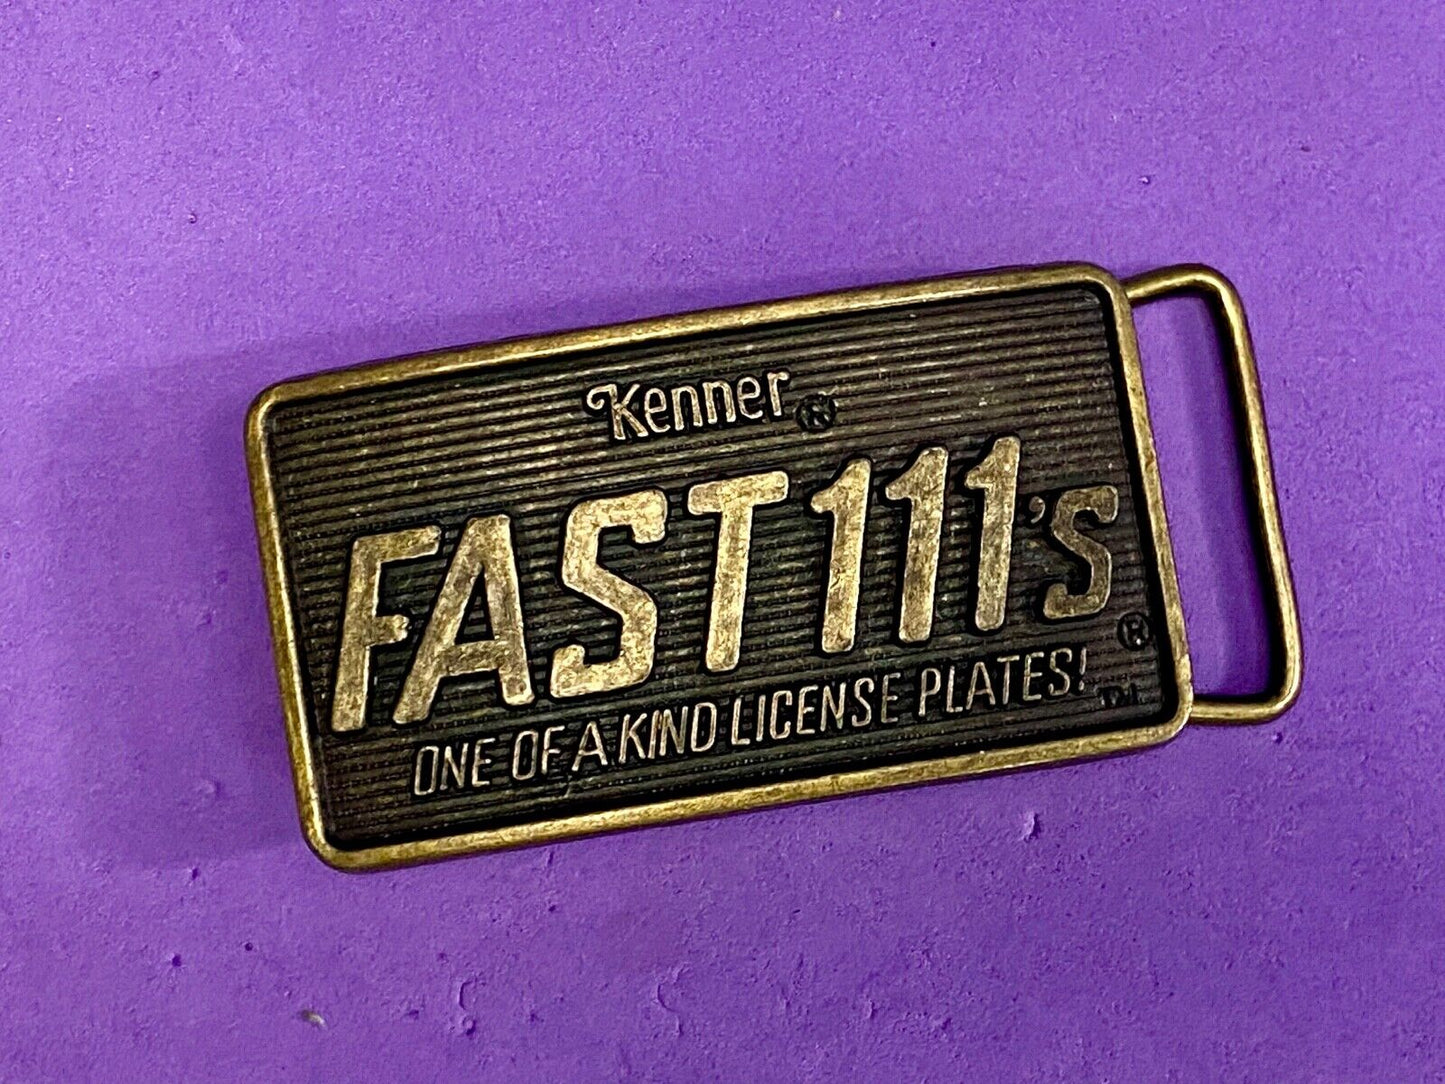 Kenner ®
FAST 111's ®
ONE OF A KIND LICENSE PLATES! TM